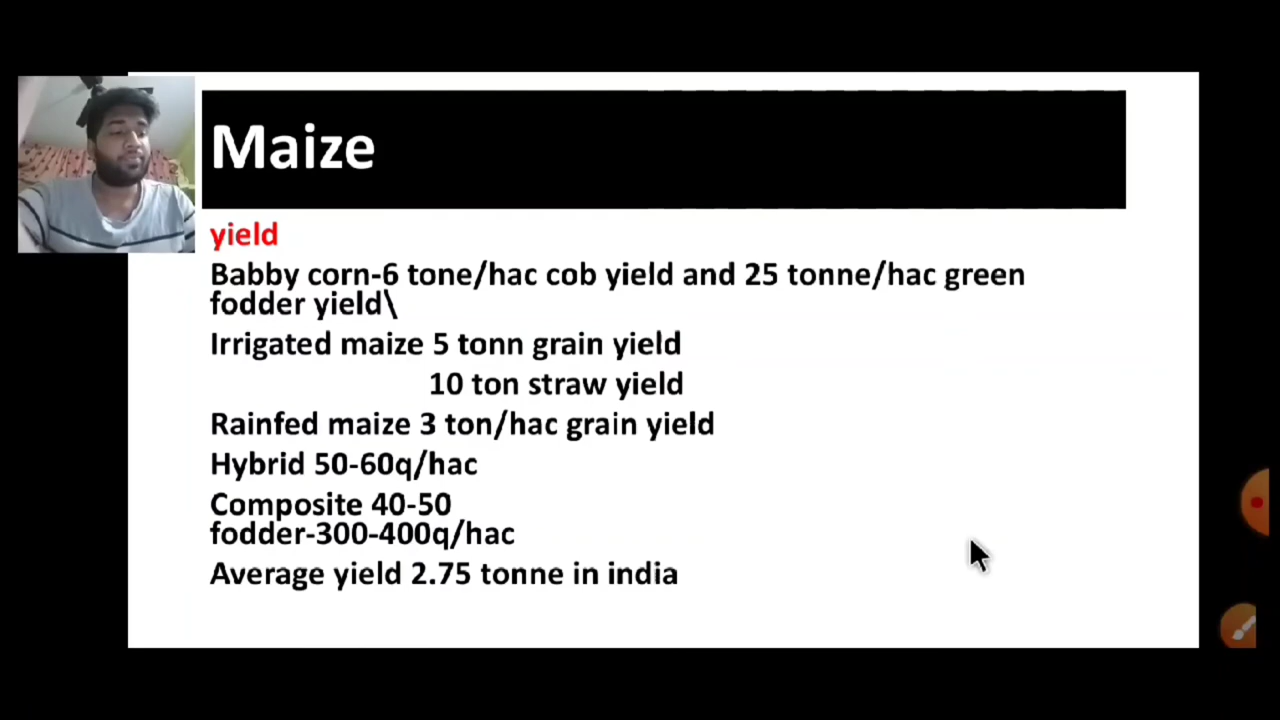 Maize
yield
Babby corn-6 tone/hac cob yield and 25 tonne/hac green
fodder yield\
Irrigated maize 5 tonn grain yield
10 ton straw yield
Rainfed maize 3 ton/hac grain yield
Hybrid 50-60q/hac
Composite 40-50
fodder-300-400q/hac
Average yield 2.75 tonne in india